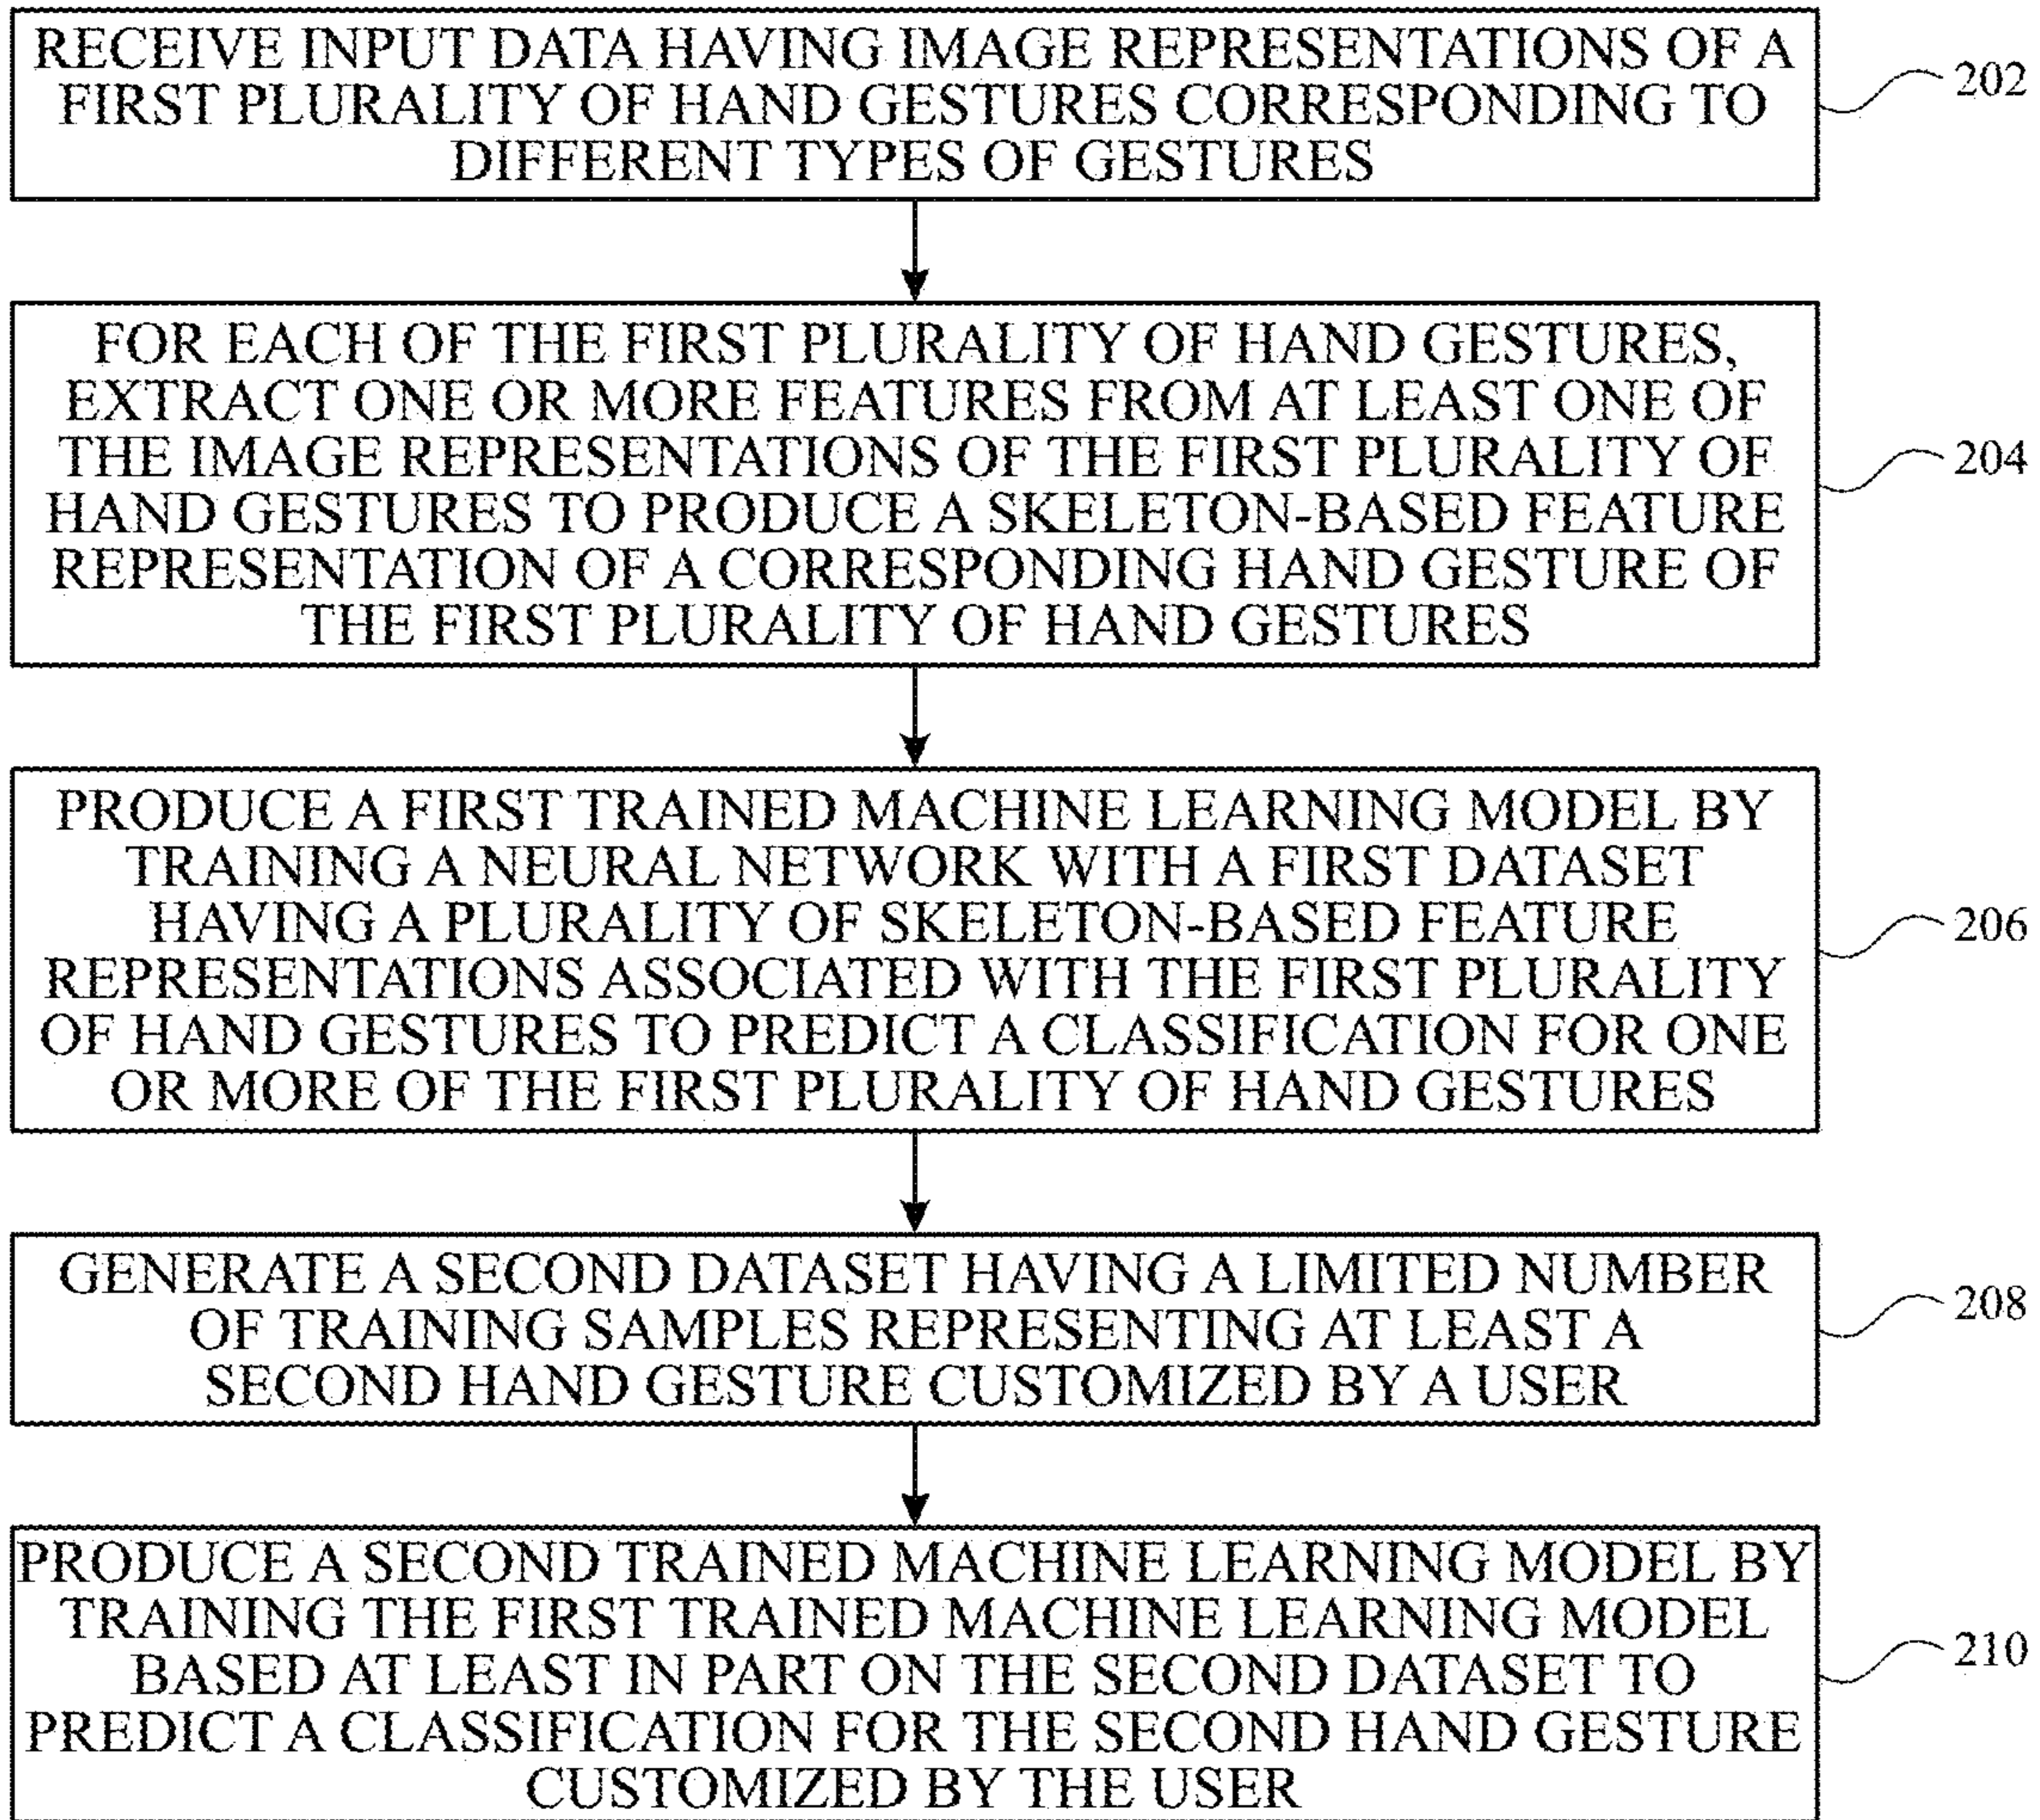 RECEIVE INPUT DATA HAVING IMAGE REPRESENTATIONS OF A
FIRST PLURALITY OF HAND GESTURES CORRESPONDING TO
DIFFERENT TYPES OF GESTURES
202
FOR EACH OF THE FIRST PLURALITY OF HAND GESTURES,
EXTRACT ONE OR MORE FEATURES FROM AT LEAST ONE OF
THE IMAGE REPRESENTATIONS OF THE FIRST PLURALITY OF
HAND GESTURES TO PRODUCE A SKELETON-BASED FEATURE
REPRESENTATION OF A CORRESPONDING HAND GESTURE OF
THE FIRST PLURALITY OF HAND GESTURES
204
PRODUCE A FIRST TRAINED MACHINE LEARNING MODEL BY
TRAINING A NEURAL NETWORK WITH A FIRST DATASET
HAVING A PLURALITY OF SKELETON-BASED FEATURE
REPRESENTATIONS ASSOCIATED WITH THE FIRST PLURALITY
OF HAND GESTURES TO PREDICT A CLASSIFICATION FOR ONE
OR MORE OF THE FIRST PLURALITY OF HAND GESTURES
206
GENERATE A SECOND DATASET HAVING A LIMITED NUMBER
OF TRAINING SAMPLES REPRESENTING AT LEAST A
SECOND HAND GESTURE CUSTOMIZED BY A USER
208
PRODUCE A SECOND TRAINED MACHINE LEARNING MODEL BY
TRAINING THE FIRST TRAINED MACHINE LEARNING MODEL
BASED AT LEAST IN PART ON THE SECOND DATASET TO
PREDICT A CLASSIFICATION FOR THE SECOND HAND GESTURE
CUSTOMIZED BY THE USER
210